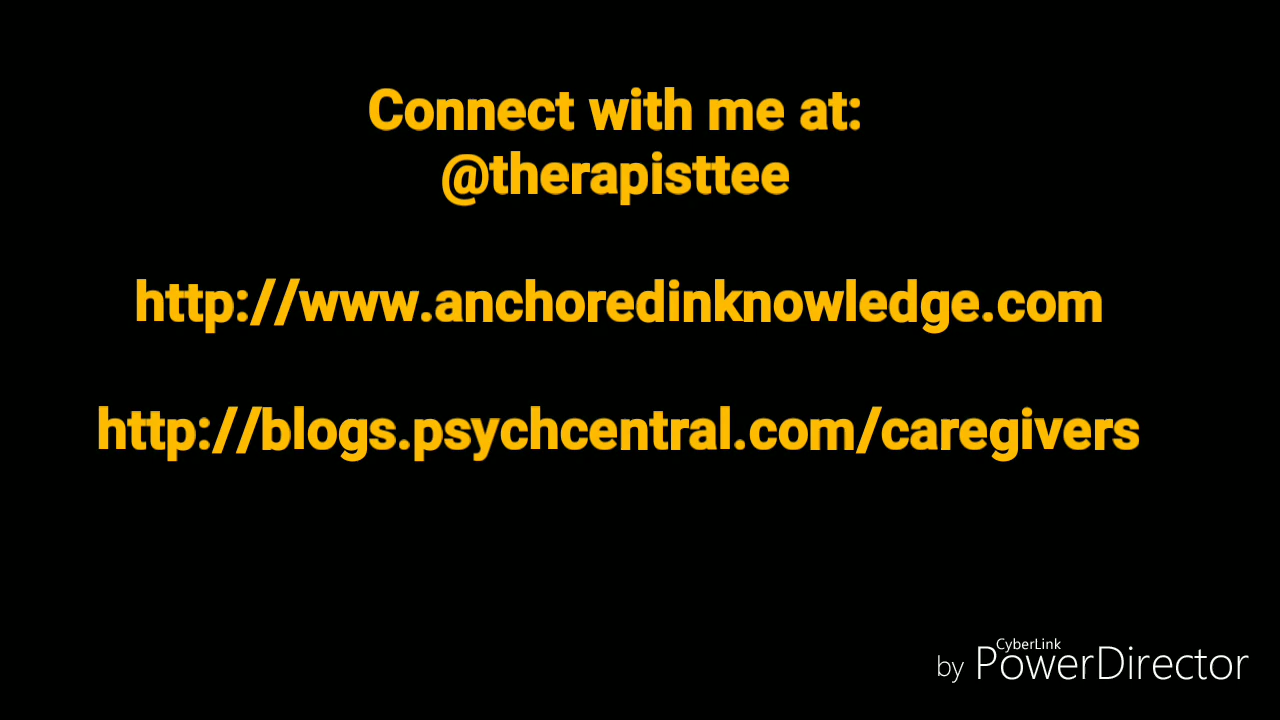 Connect with me at:
@therapisttee
http://www.anchoredinknowledge.com
http://blogs.psychcentral.com/caregivers
CyberLink
by PowerDirector